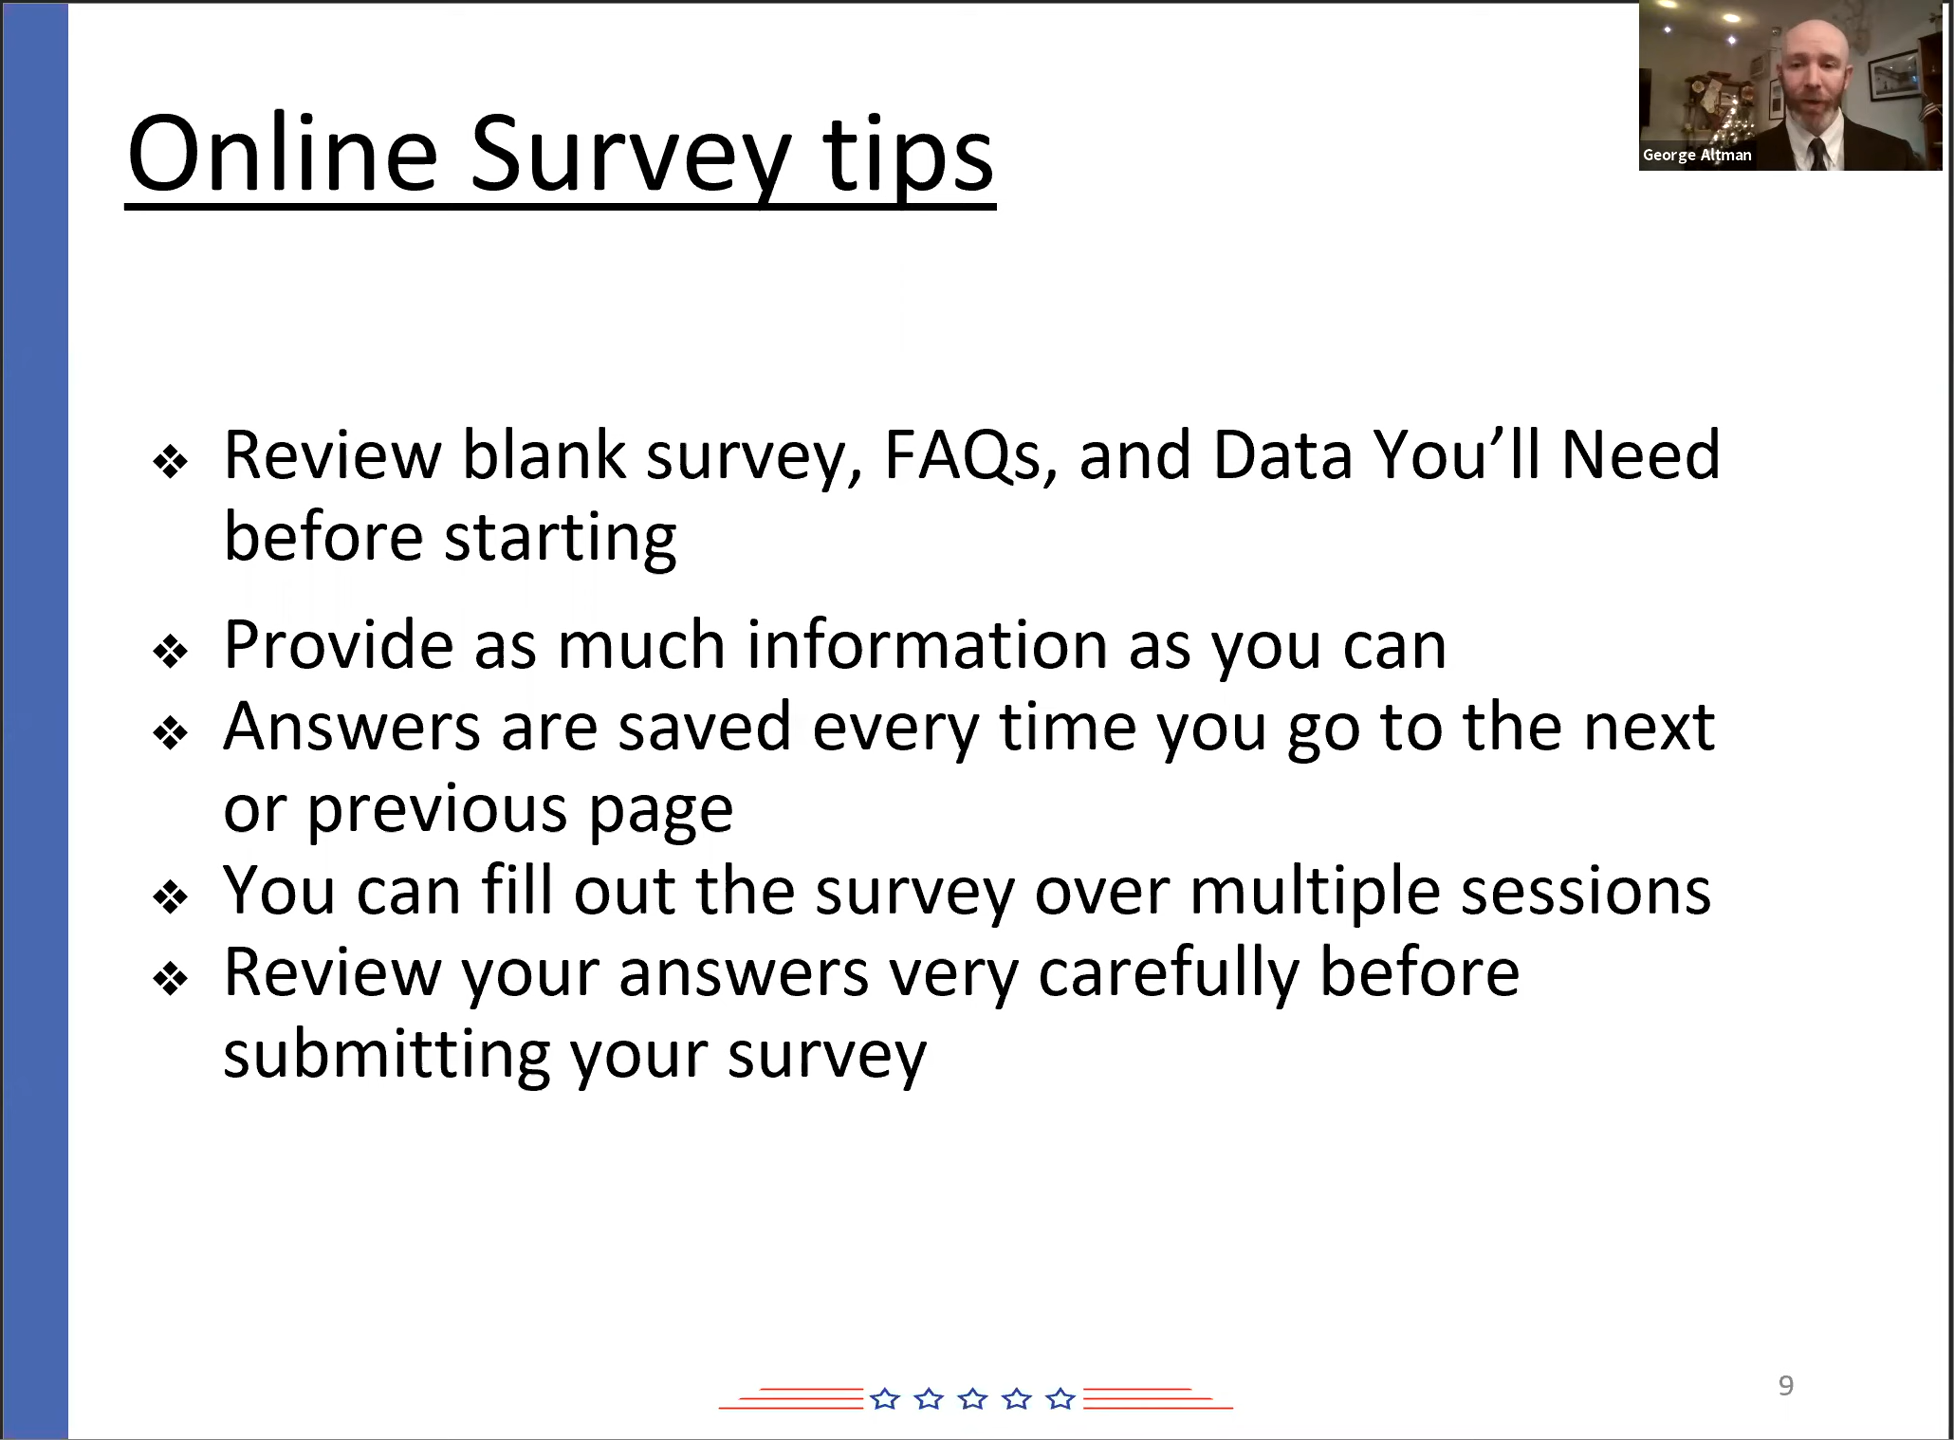 George Altman
Online Survey tips
❖ Review blank survey, FAQs, and Data You’ll Need
before starting
❖ Provide as much information as you can
❖ Answers are saved every time you go to the next
or previous page
❖ You can fill out the survey over multiple sessions
❖ Review your answers very carefully before
submitting your survey
9